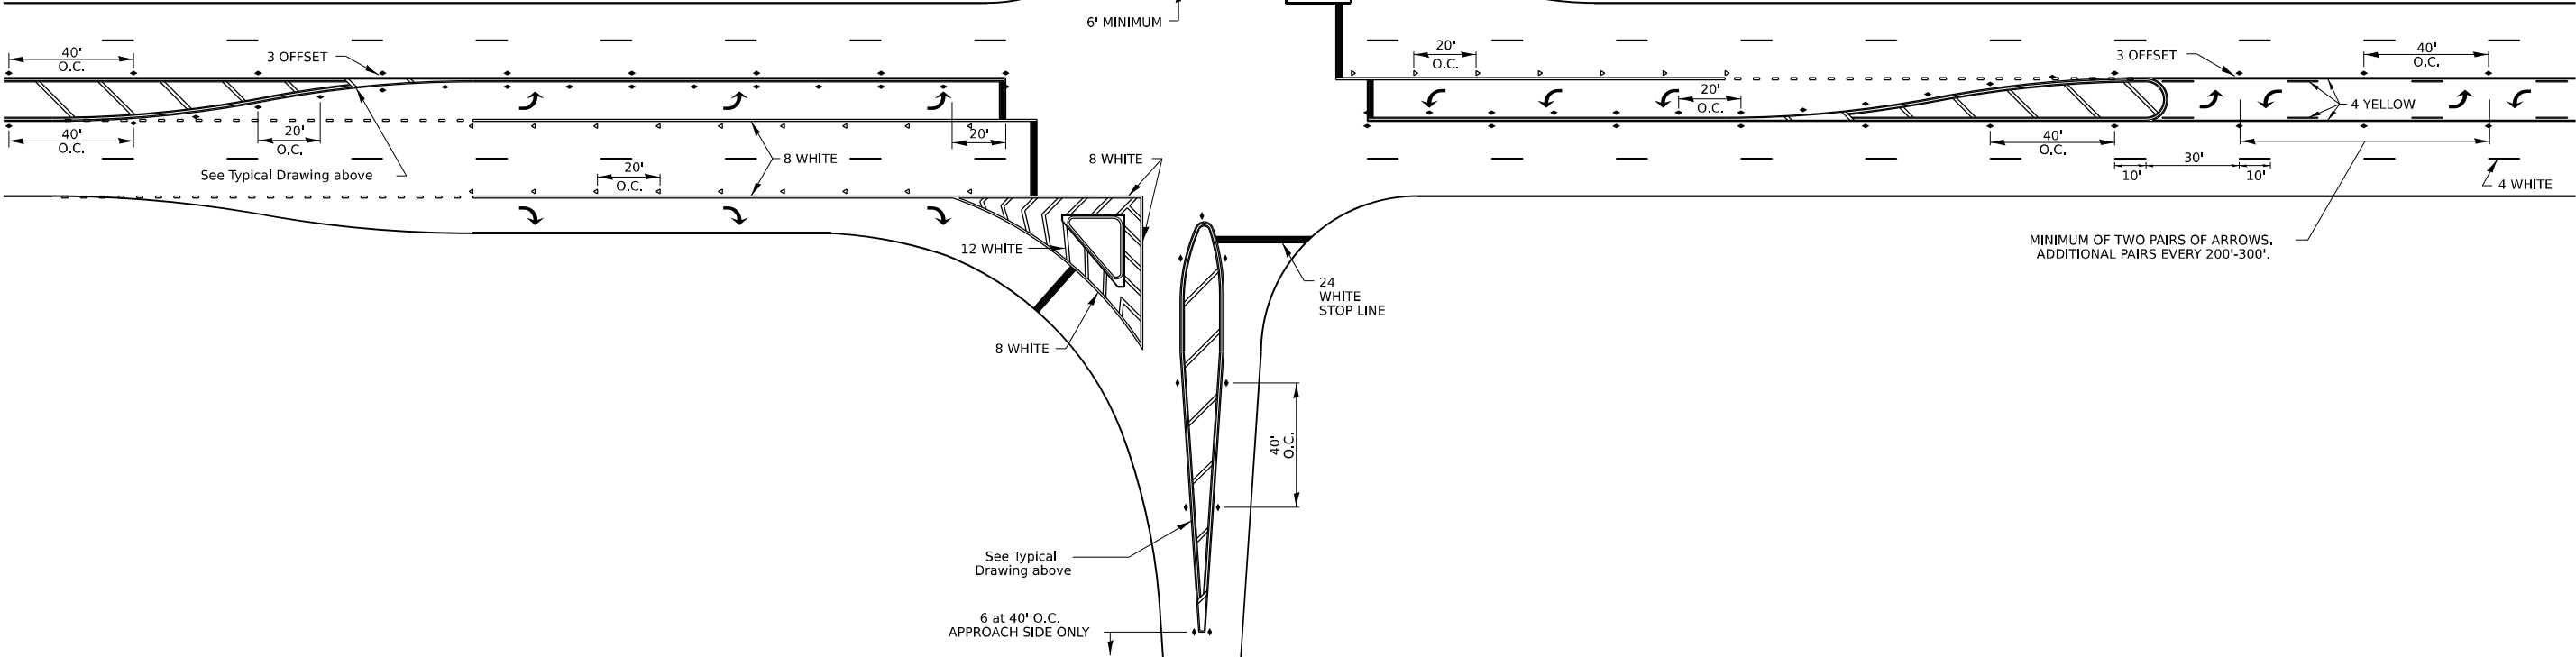 6' MINIMUM
40'
O.C.
3 OFFSET
20'
O.C.
3 OFFSET
40'
O.C.
20'
O.C.
4 YELLOW
40'
O.C.
20'
O.C.
See Typical Drawing above
20'
O.C.
8 WHITE
20'
8 WHITE
40'
O.C.
10'
30'
10'
4 WHITE
12 WHITE
8 WHITE
24
WHITE
STOP LINE
MINIMUM OF TWO PAIRS OF ARROWS.
ADDITIONAL PAIRS EVERY 200'-300'.
40'
O.C.
See Typical
Drawing above
6 at 40' O.C.
APPROACH SIDE ONLY